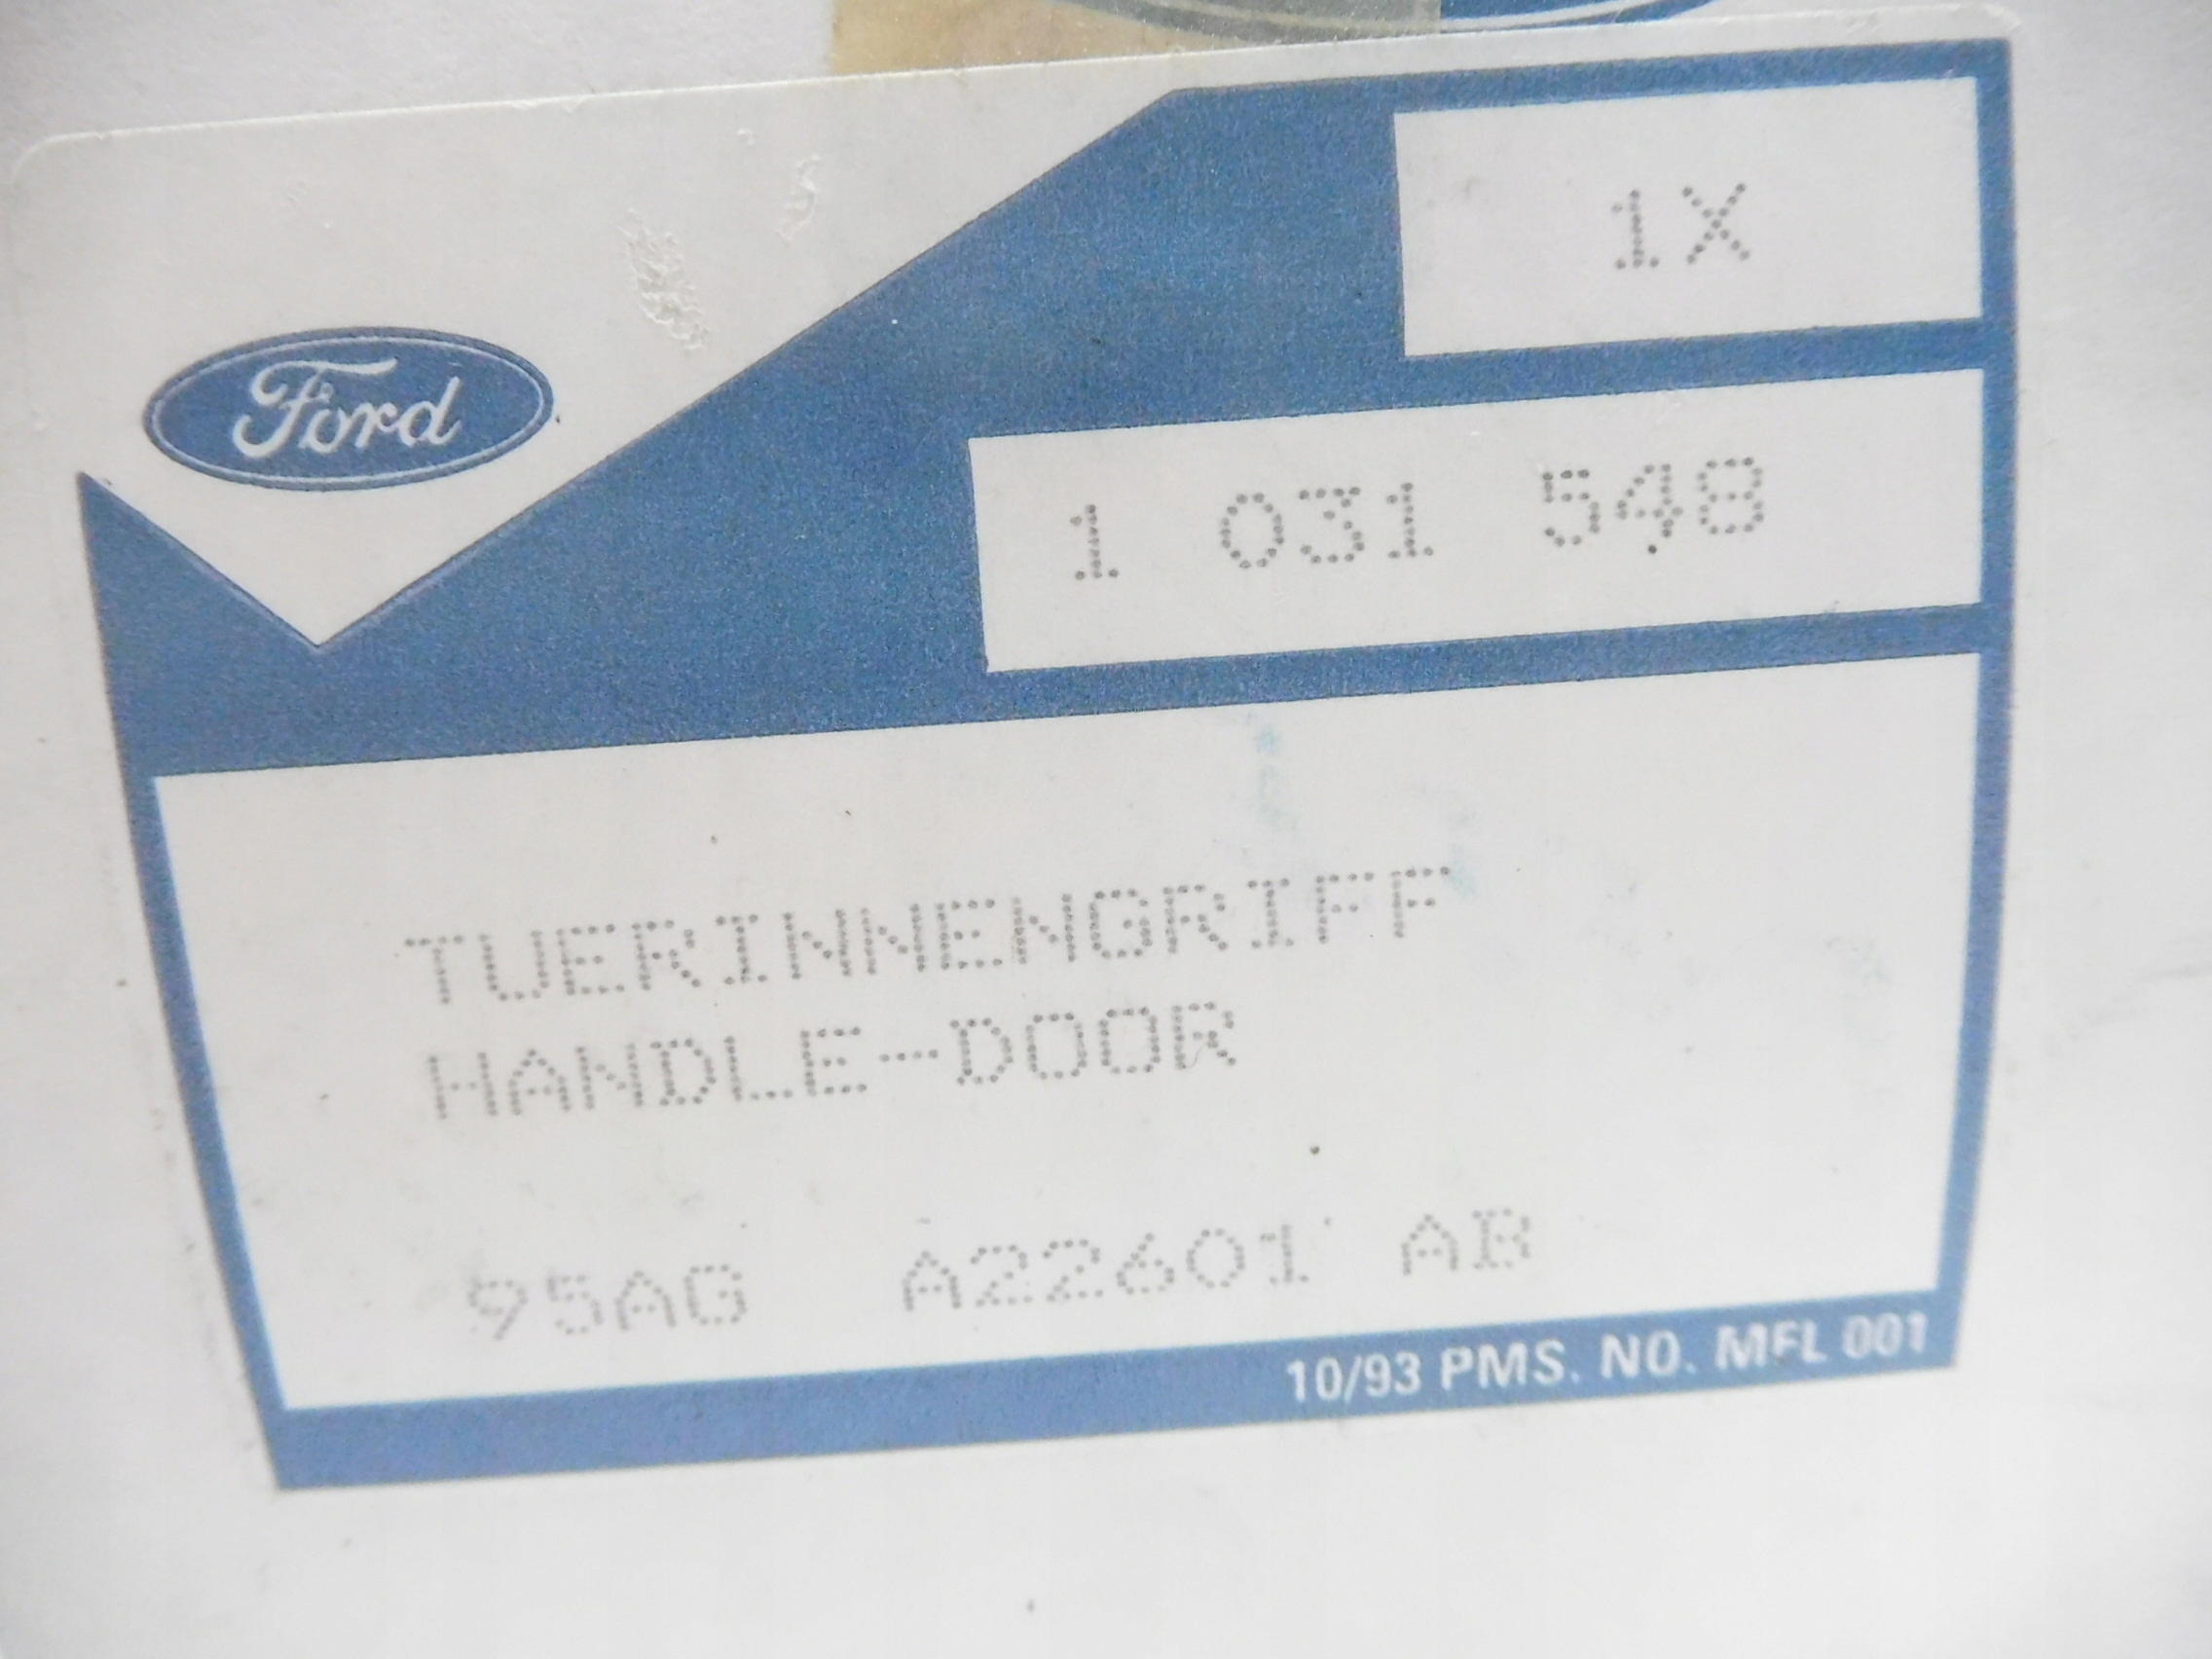 Ford
1X
1 031 548
TUERINNENGRIFF
HANDLE-DOOR
95AG A22601 AB
10/93 PMS. NO. MFL 001